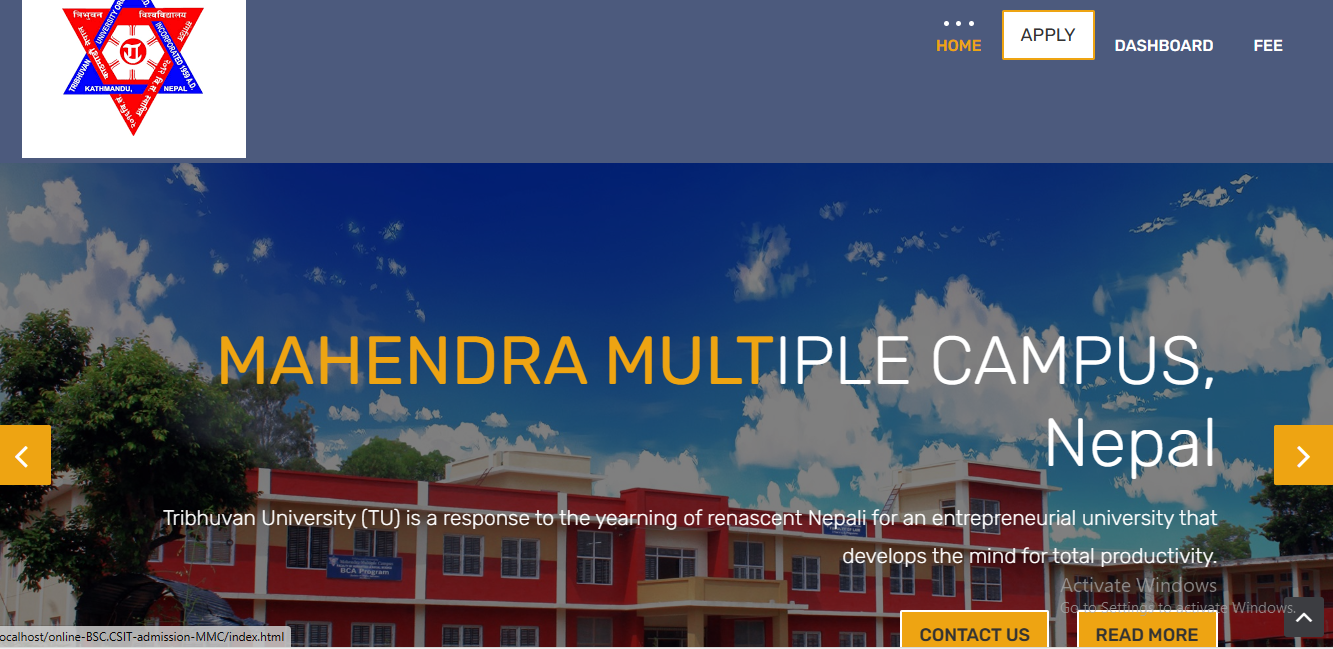 त्रिभुवन विश्वविद्यालय
UNIVERSITY
INCORPORATED 1959 A.D.
TRIBHUVAN
KATHMANDU, NEPAL
HOME
APPLY
DASHBOARD
FEE
MAHENDRA MULTIPLE CAMPUS,
Nepal
Tribhuvan University (TU) is a response to the yearning of renascent Nepali for an entrepreneurial university that
develops the mind for total productivity.
BCA Program
Activate Windows
Go to Settings to activate Windows.
CONTACT US
READ MORE
ocalhost/online-BSC.CSIT-admission-MMC/index.html